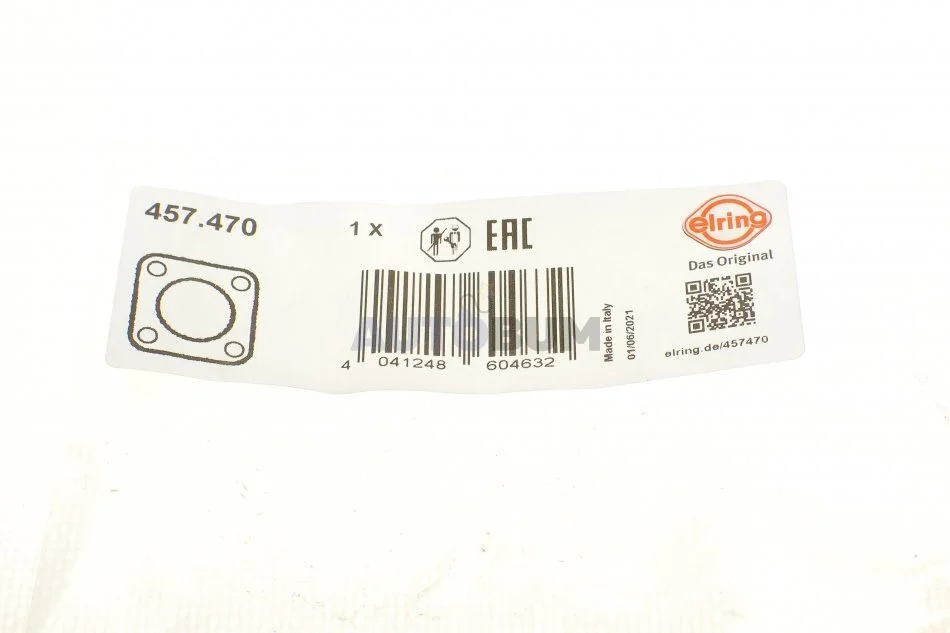 457.470
1 X
EAC
elring
Das Original
elring.de/457470
AUTOBUM
4 041248 604632
Made in Italy
01/06/2021